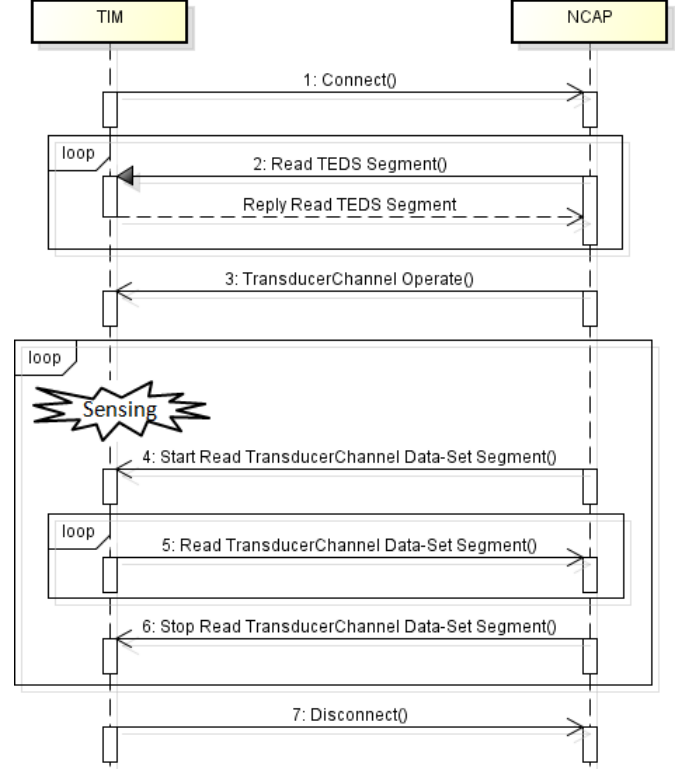 TIM
NCAP
1: Connect()
loop
2: Read TEDS Segment()
Reply Read TEDS Segment
3: TransducerChannel Operate()
loop
Sensing
4: Start Read TransducerChannel Data-Set Segment()
loop
5: Read TransducerChannel Data-Set Segment()
6: Stop Read TransducerChannel Data-Set Segment()
7: Disconnect()